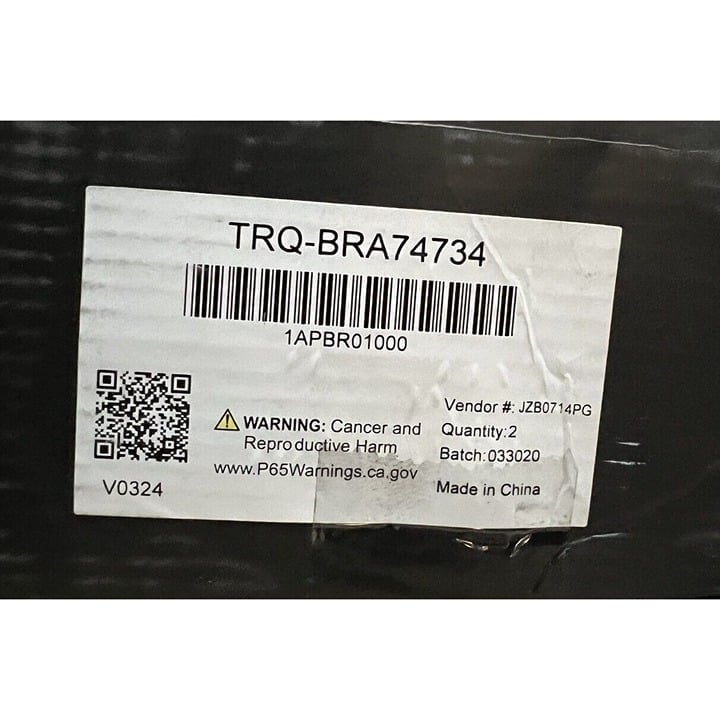 TRQ-BRA74734
1APBR01000
Vendor #: JZB0714PG
WARNING: Cancer and
Reproductive Harm
www.P65Warnings.ca.gov
Quantity:2
Batch:033020
Made in China
V0324